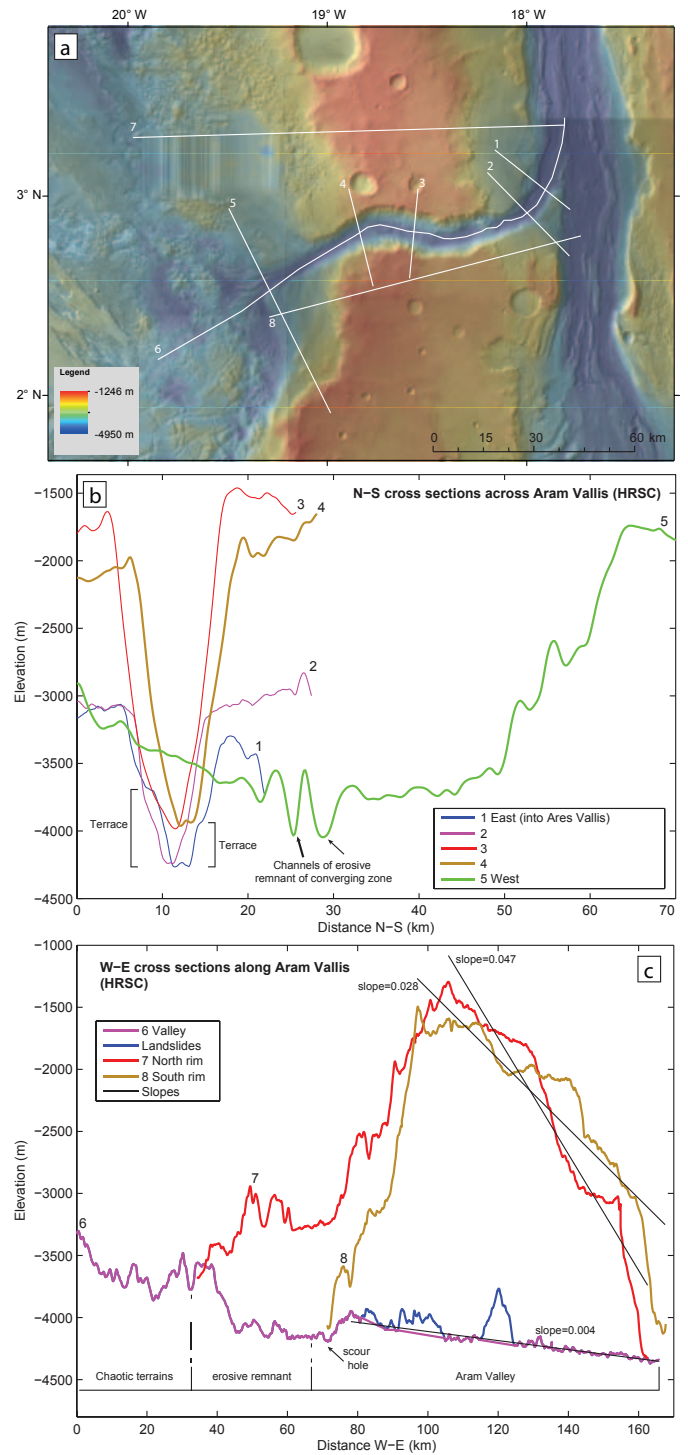 20° W
19° W
18° W
a
7
1
2
3° N
4
3
5
8
6
Legend
-1246 m
-4950 m
2° N
0 15 30 45 60 km
b
N-S cross sections across Aram Vallis (HRSC)
3
4
5
2
1
Terrace
Terrace
Channels of erosive
remnant of converging zone
1 East (into Ares Vallis)
2
3
4
5 West
−1500
−2000
−2500
−3000
−3500
−4000
−4500
Elevation (m)
0 10 20 30 40 50 60 70
Distance N−S (km)
c
W−E cross sections along Aram Vallis
(HRSC)
slope=0.047
slope=0.028
6 Valley
Landslides
7 North rim
8 South rim
Slopes
7
6
8
slope=0.004
scour
hole
Chaotic terrains
erosive remnant
Aram Valley
−1000
−1500
−2000
−2500
−3000
−3500
−4000
−4500
Elevation (m)
0 20 40 60 80 100 120 140 160
Distance W−E (km)